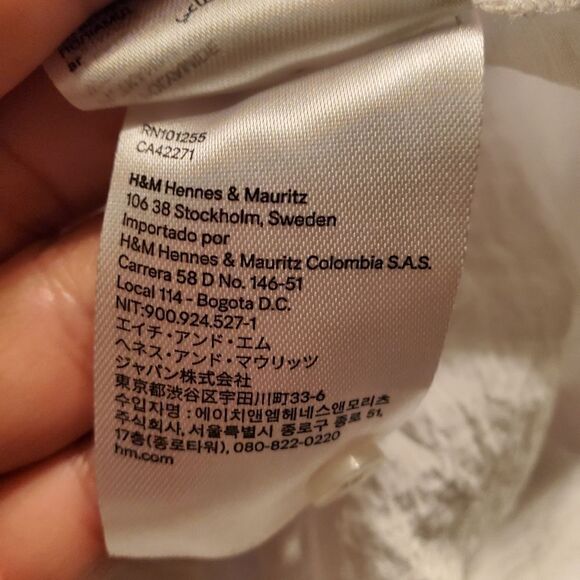 RN101255
CA42271
H&M Hennes & Mauritz
106 38 Stockholm, Sweden
Importado por
H&M Hennes & Mauritz Colombia S.A.S.
Carrera 58 D No. 146-51
Local 114 - Bogota D.C.
NIT:900.924.527-1
エイチ・アンド・エム
ヘネス・アンド・マウリッツ
ジャパン株式会社
東京都渋谷区宇田川町33-6
수입자명 : 에이치앤엠헤네스앤모리츠
주식회사, 서울특별시 종로구 종로 51,
17층(종로타워), 080-822-0220
hm.com